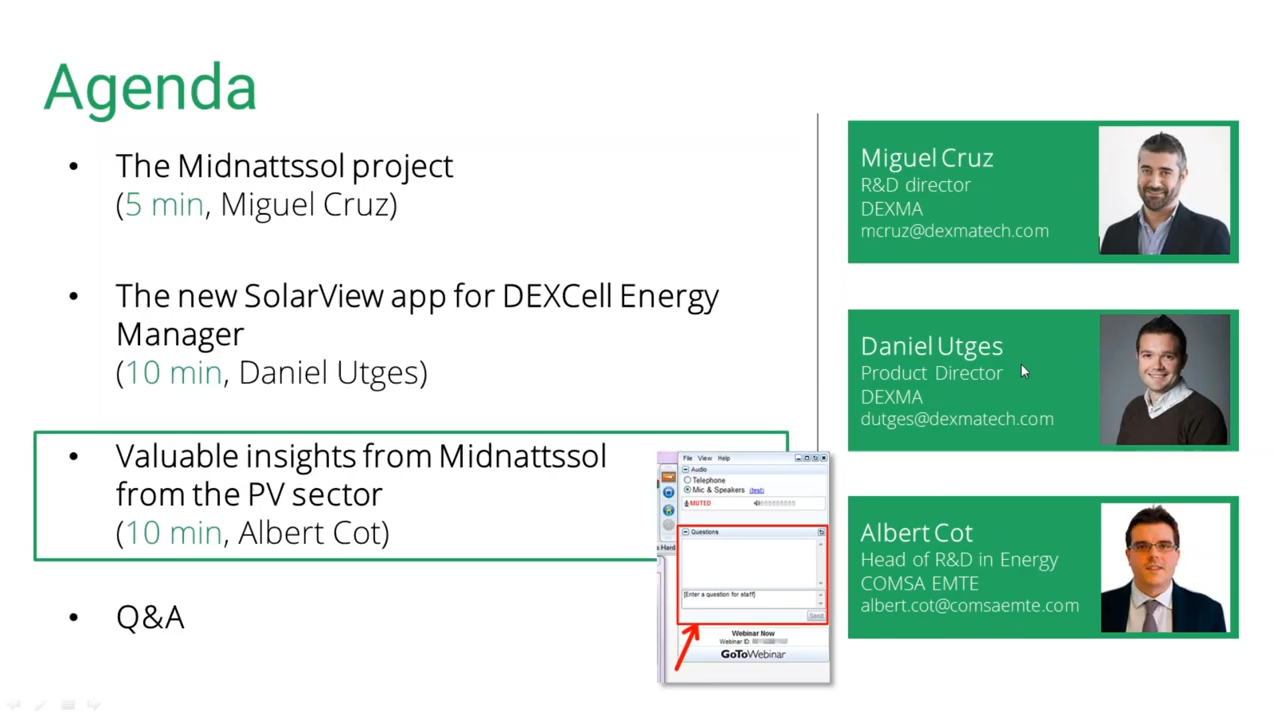 Agenda
• The Midnattssol project
(5 min, Miguel Cruz)
• The new SolarView app for DEXCell Energy
Manager
(10 min, Daniel Utges)
• Valuable insights from Midnattssol
from the PV sector
(10 min, Albert Cot)
• Q&A
Miguel Cruz
R&D director
DEXMA
mcruz@dexmatech.com
Daniel Utges
Product Director
DEXMA
dutges@dexmatech.com
Albert Cot
Head of R&D in Energy
COMSA EMTE
albert.cot@comsaemte.com
File View Help
Audio
Telephone
Mic & Speakers (test)
MUTED
Hard
Questions
[Enter a question for staff]
Send
Webinar Now
Webinar ID:
GoToWebinar